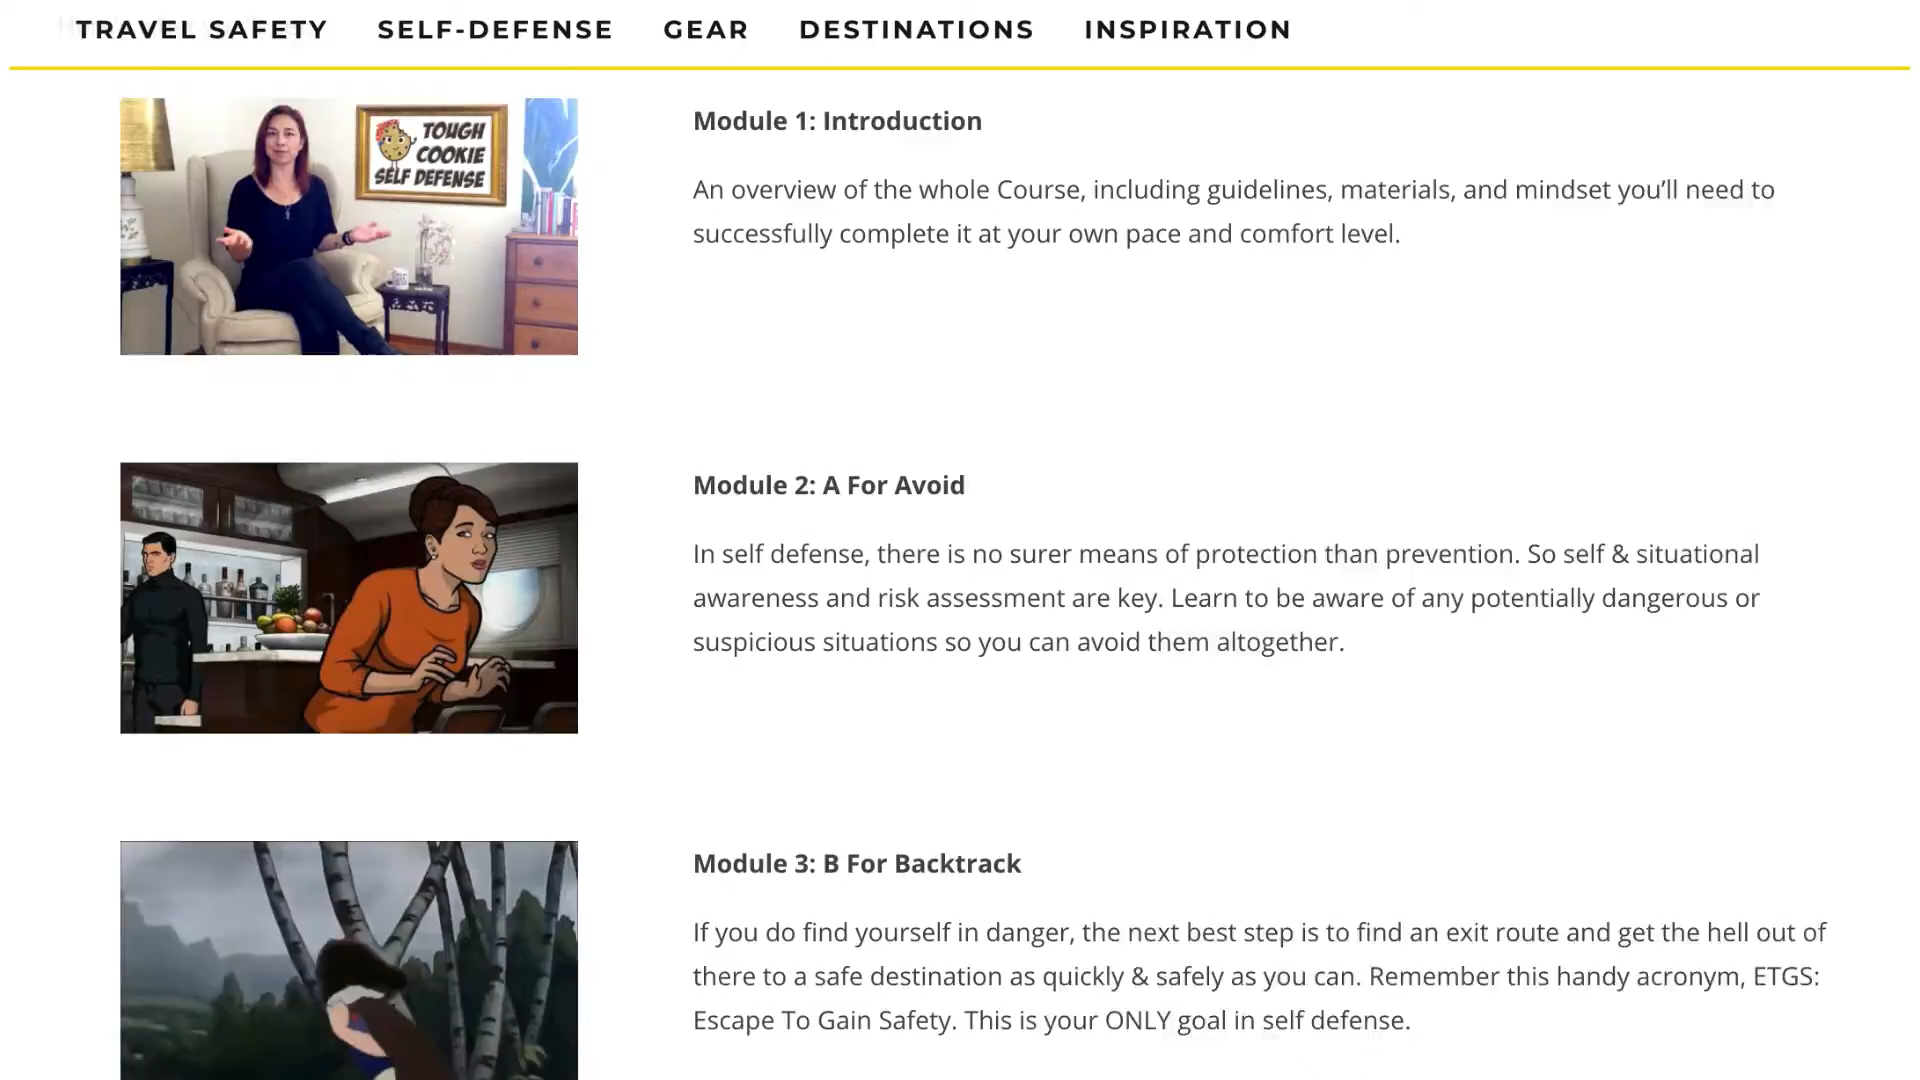 TRAVEL SAFETY SELF-DEFENSE GEAR DESTINATIONS INSPIRATION
TOUGH
COOKIE
SELF DEFENSE
Module 1: Introduction
An overview of the whole Course, including guidelines, materials, and mindset you’ll need to
successfully complete it at your own pace and comfort level.
Module 2: A For Avoid
In self defense, there is no surer means of protection than prevention. So self & situational
awareness and risk assessment are key. Learn to be aware of any potentially dangerous or
suspicious situations so you can avoid them altogether.
Module 3: B For Backtrack
If you do find yourself in danger, the next best step is to find an exit route and get the hell out of
there to a safe destination as quickly & safely as you can. Remember this handy acronym, ETGS:
Escape To Gain Safety. This is your ONLY goal in self defense.